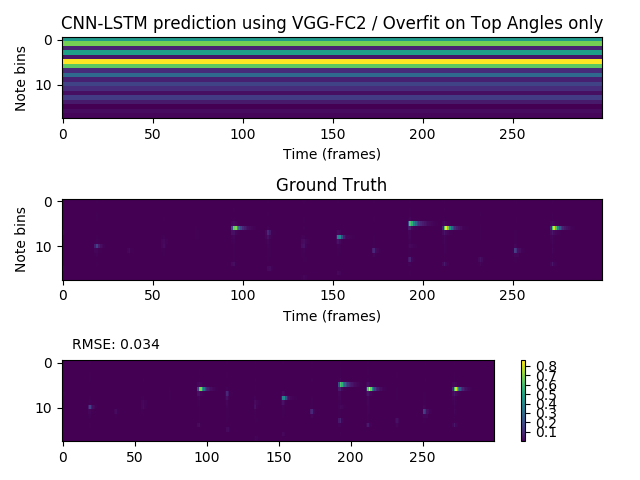 CNN-LSTM prediction using VGG-FC2 / Overfit on Top Angles only
0
10
Note bins
0 50 100 150 200 250
Time (frames)
Ground Truth
0
10
Note bins
0 50 100 150 200 250
Time (frames)
RMSE: 0.034
0
10
0 50 100 150 200 250
0.8
0.7
0.6
0.5
0.4
0.3
0.2
0.1